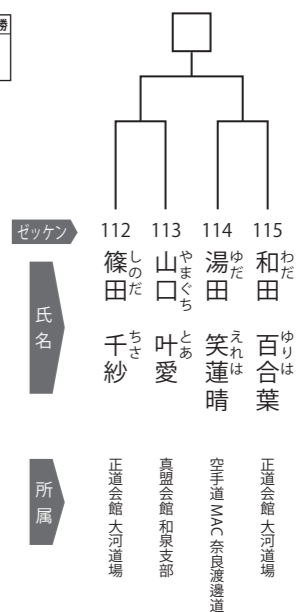 勝
ゼッケン 112 113 114 115
氏名
篠田 千紗
しのだ ちさ
山口 叶愛
やまぐち とあ
湯田 笑蓮晴
ゆだ えれは
和田 百合葉
わだ ゆりは
所属
正道会館 大河道場
真盟会館 和泉支部
空手道 MAC 奈良渡邊道
正道会館 大河道場